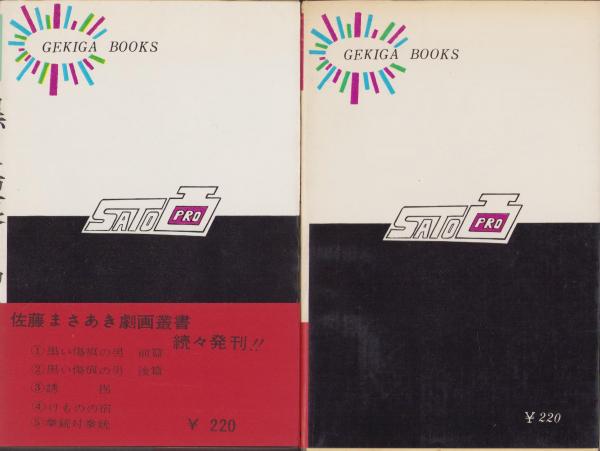 GEKIGA BOOKS
SATO PRO
佐藤まさあき劇画叢書
続々発刊!!
①黒い傷痕の男 前篇
②黒い傷痕の男 後篇
③誘拐
④けものの宿
⑤拳銃対拳銃
¥ 220
GEKIGA BOOKS
SATO PRO
¥220